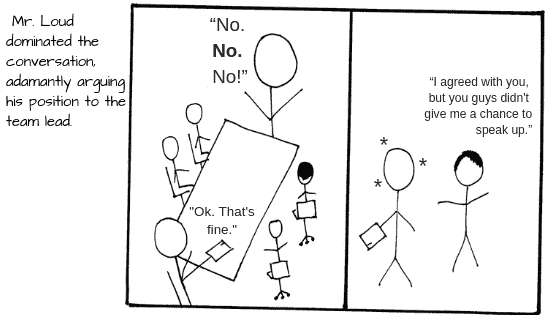 Mr. Loud
dominated the
conversation,
adamantly arguing
his position to the
team lead.
“No.
No.
No!”
"Ok. That's
fine."
“I agreed with you,
but you guys didn’t
give me a chance to
speak up.”